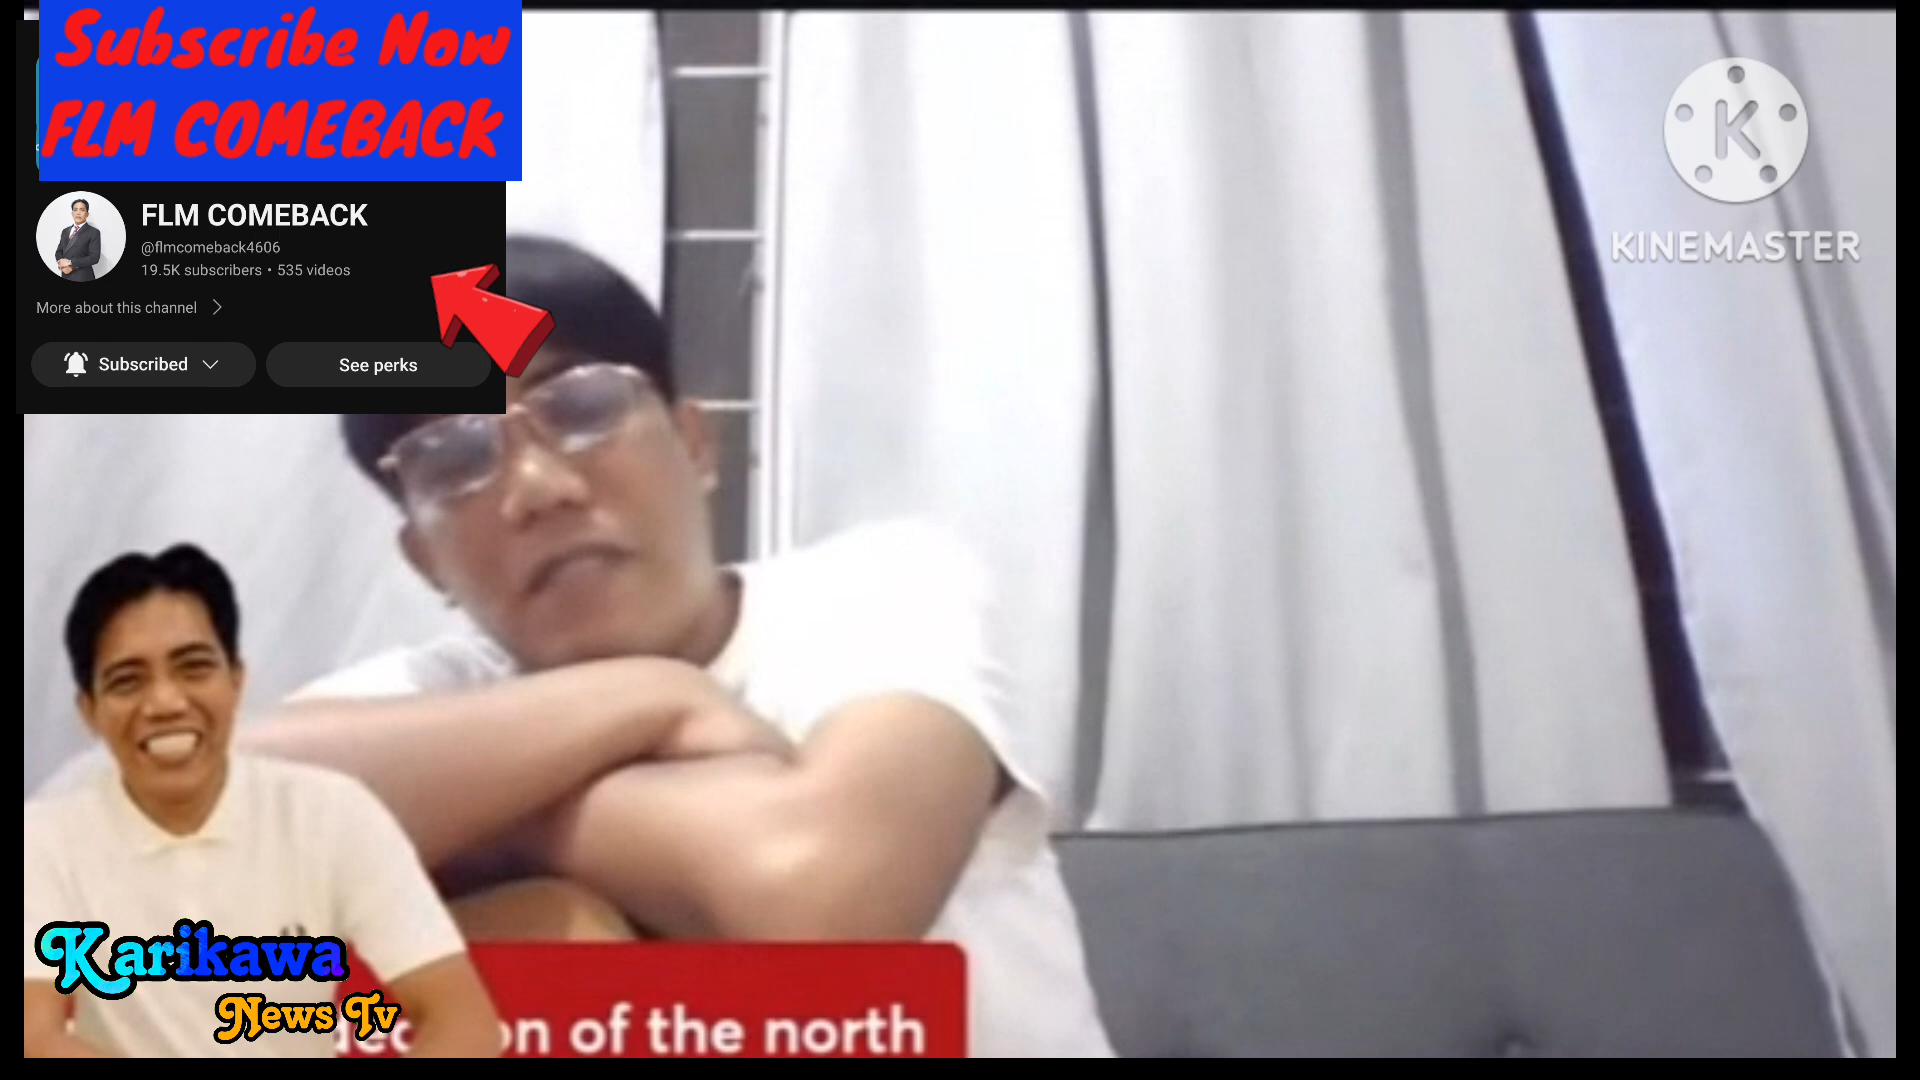 Subscribe Now
FLM COMEBACK
FLM COMEBACK
@flmcomeback4606
19.5K subscribers • 535 videos
More about this channel
Subscribed
See perks
K
KINEMASTER
Karikawa
News Tv
of the north